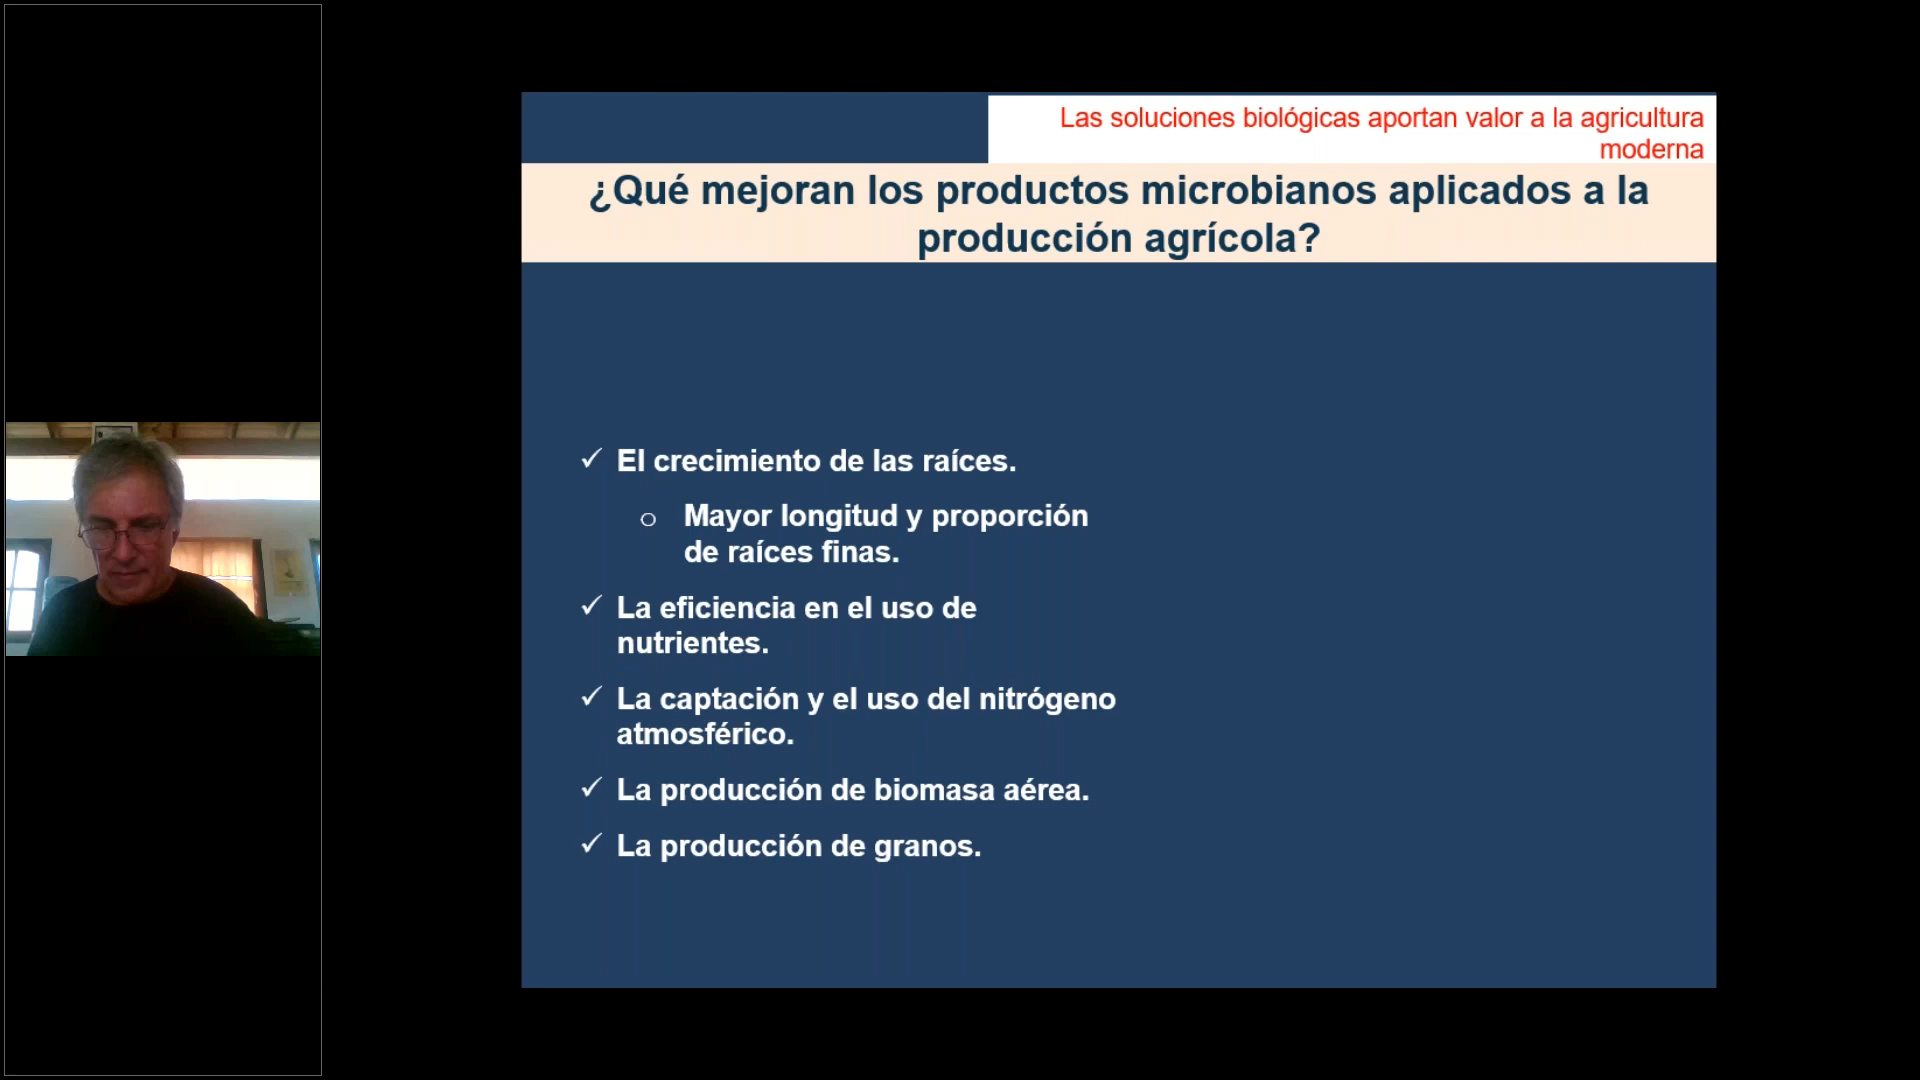 Las soluciones biológicas aportan valor a la agricultura
moderna
¿Qué mejoran los productos microbianos aplicados a la
producción agrícola?
✓ El crecimiento de las raíces.
o Mayor longitud y proporción
de raíces finas.
✓ La eficiencia en el uso de
nutrientes.
✓ La captación y el uso del nitrógeno
atmosférico.
✓ La producción de biomasa aérea.
✓ La producción de granos.